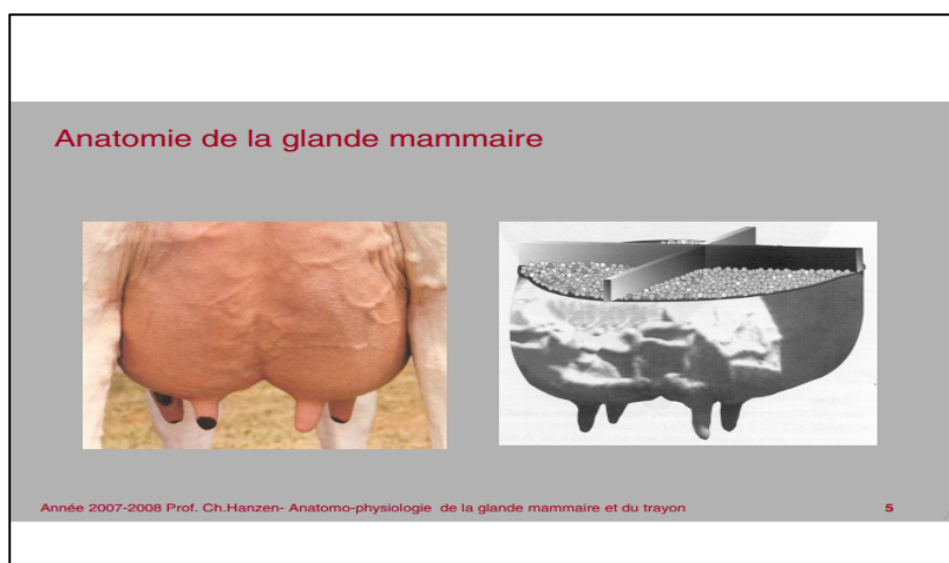 Anatomie de la glande mammaire
Année 2007-2008 Prof. Ch.Hanzen- Anatomo-physiologie de la glande mammaire et du trayon
5